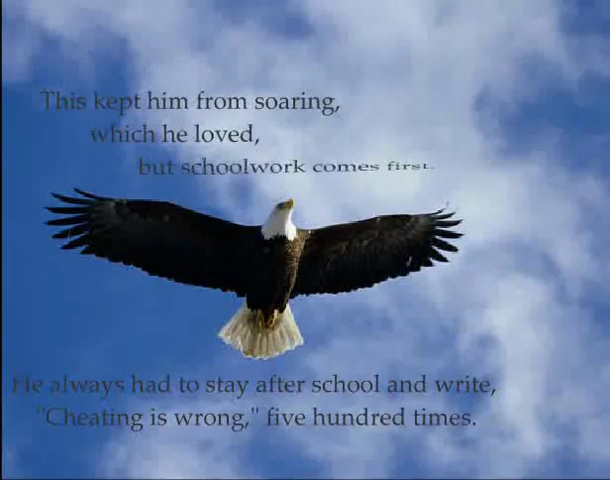 This kept him from soaring,
which he loved,
but schoolwork comes first.
He always had to stay after school and write,
"Cheating is wrong," five hundred times.